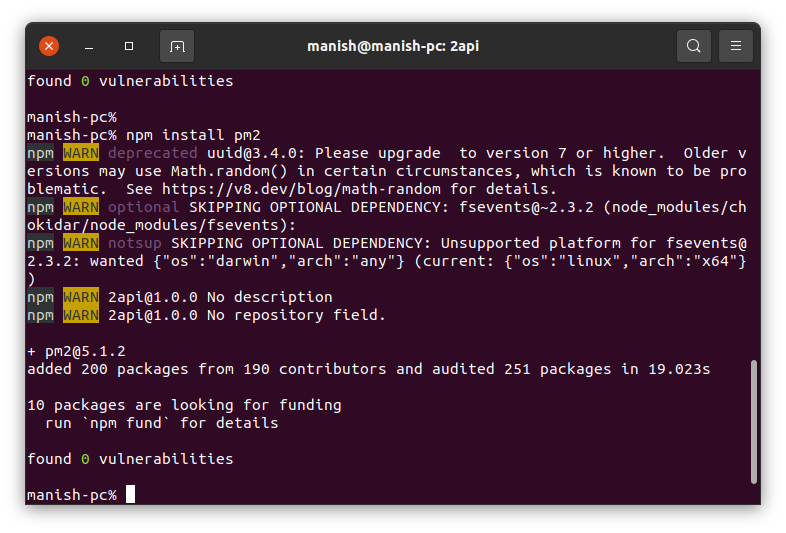 manish@manish-pc: 2api
found 0 vulnerabilities
manish-pc%
manish-pc% npm install pm2
npm WARN deprecated uuid@3.4.0: Please upgrade  to version 7 or higher.  Older v
ersions may use Math.random() in certain circumstances, which is known to be pro
blematic.  See https://v8.dev/blog/math-random for details.
npm WARN optional SKIPPING OPTIONAL DEPENDENCY: fsevents@~2.3.2 (node_modules/ch
okidar/node_modules/fsevents):
npm WARN notsup SKIPPING OPTIONAL DEPENDENCY: Unsupported platform for fsevents@
2.3.2: wanted {"os":"darwin","arch":"any"} (current: {"os":"linux","arch":"x64"}
)
npm WARN 2api@1.0.0 No description
npm WARN 2api@1.0.0 No repository field.
+ pm2@5.1.2
added 200 packages from 190 contributors and audited 251 packages in 19.023s
10 packages are looking for funding
  run `npm fund` for details
found 0 vulnerabilities
manish-pc%